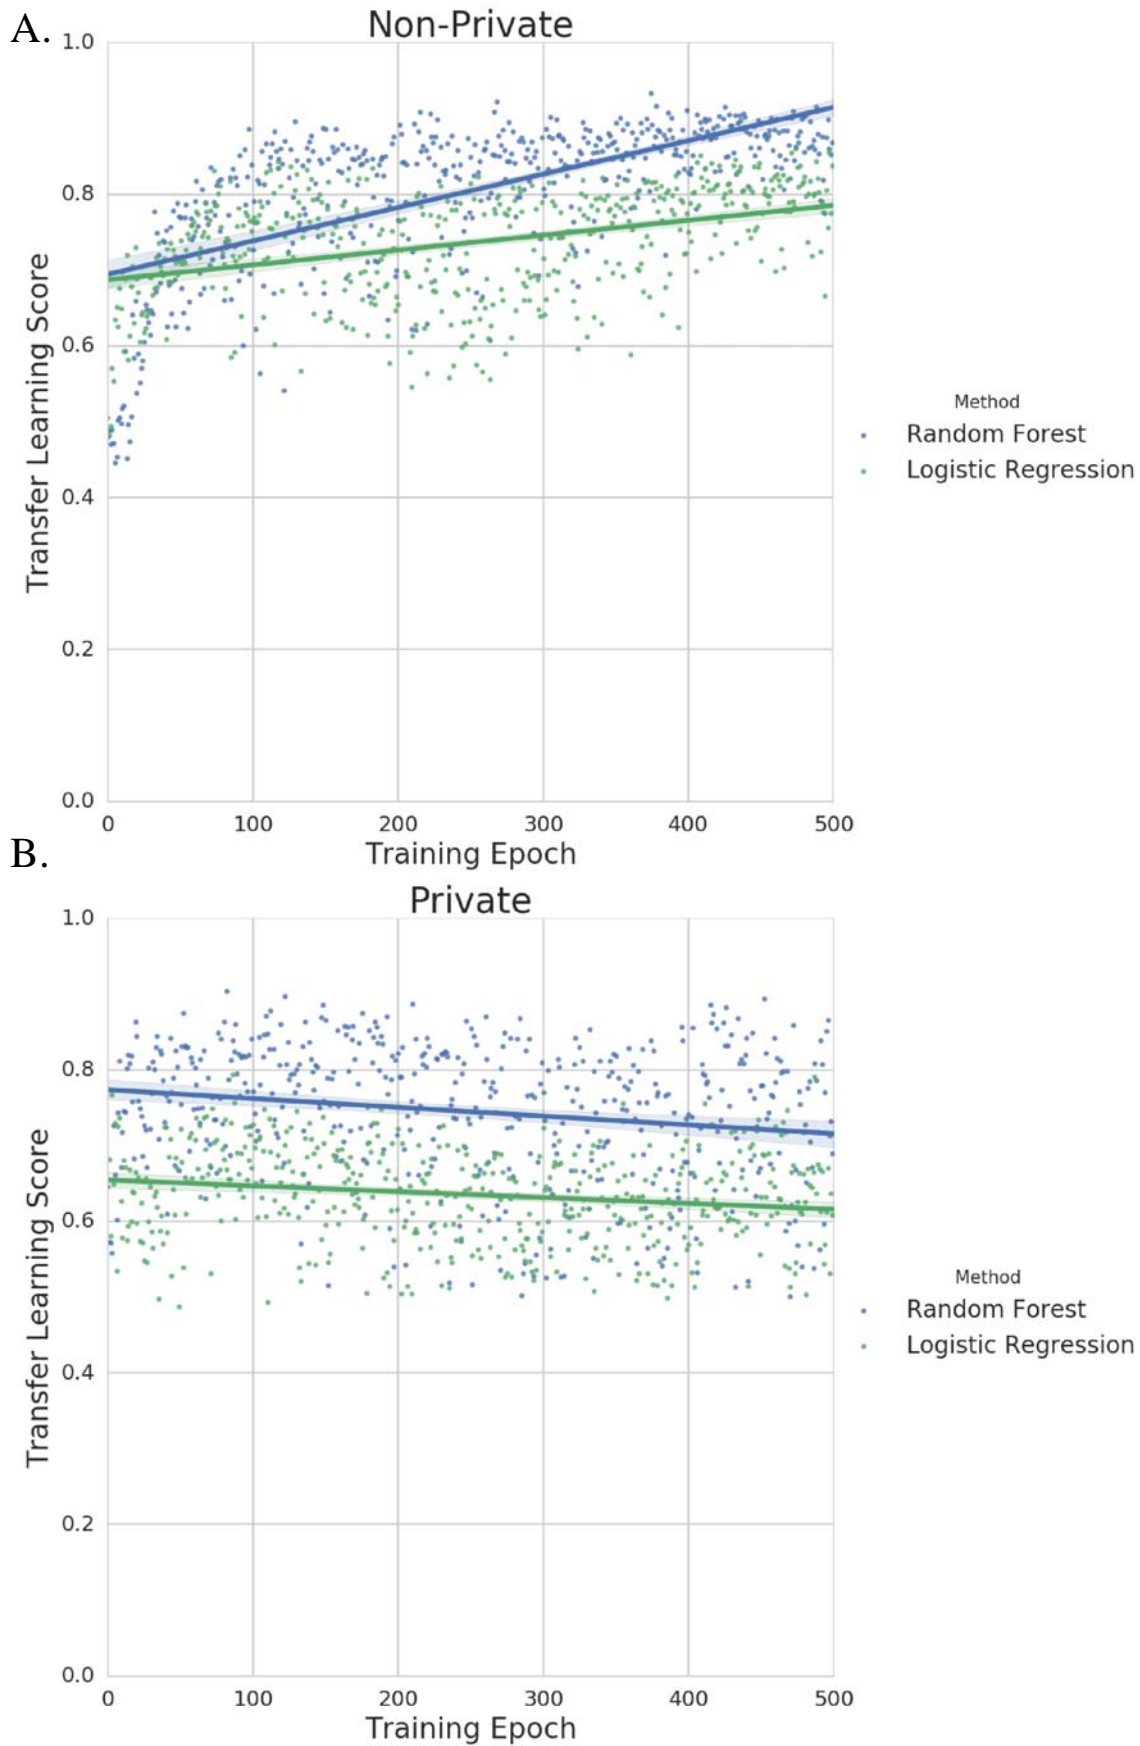 A.
Non-Private
1.0
0.8
0.6
0.4
0.2
0.0
Transfer Learning Score
0 100 200 300 400 500
Training Epoch
Method
Random Forest
Logistic Regression
B.
Private
1.0
0.8
0.6
0.4
0.2
0.0
Transfer Learning Score
0 100 200 300 400 500
Training Epoch
Method
Random Forest
Logistic Regression